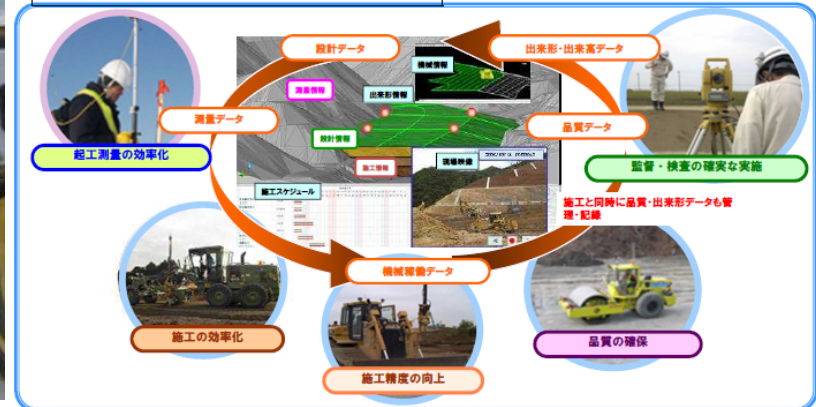 設計データ
出来形・出来高データ
機械情報
測量情報
出来形情報
測量データ
品質データ
設計情報
起工測量の効率化
施工情報
現場映像
監督・検査の確実な実施
施工スケジュール
施工と同時に品質・出来形データも管
理・記録
機械稼働データ
施工の効率化
品質の確保
施工精度の向上